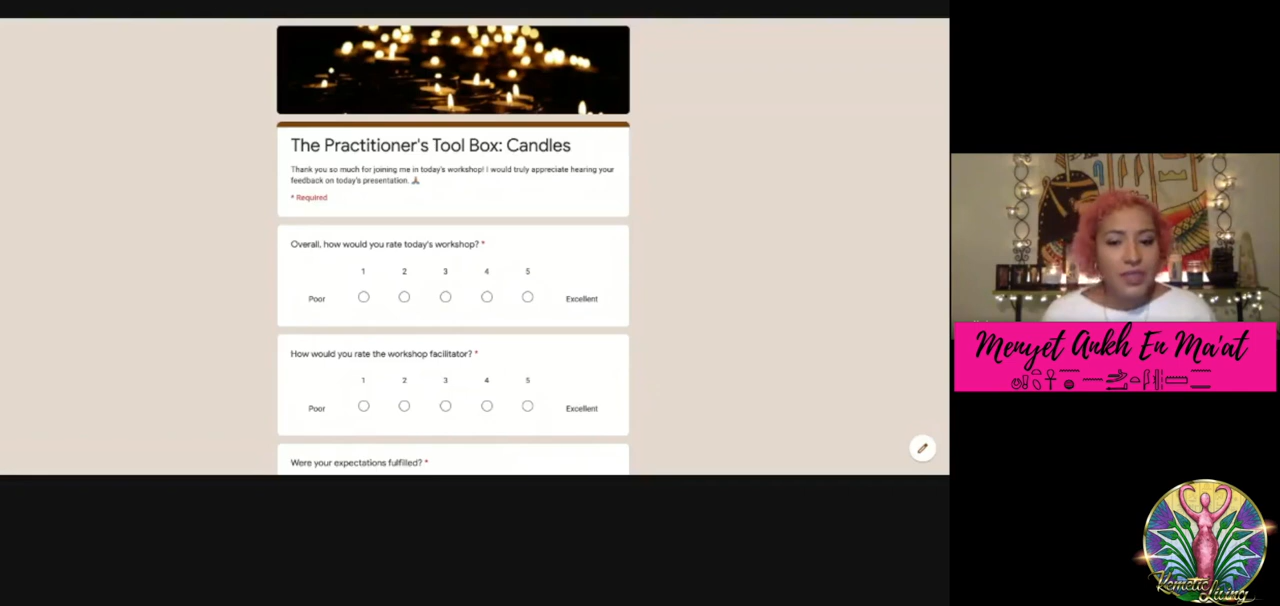 The Practitioner's Tool Box: Candles
Thank you so much for joining me in today's workshop! I would truly appreciate hearing your
feedback on today's presentation. 🙏🏾
* Required
Overall, how would you rate today's workshop? *
1 2 3 4 5
Poor Excellent
How would you rate the workshop facilitator? *
1 2 3 4 5
Poor Excellent
Were your expectations fulfilled? *
Menyet Ankh En Ma'at
Kemetic Living